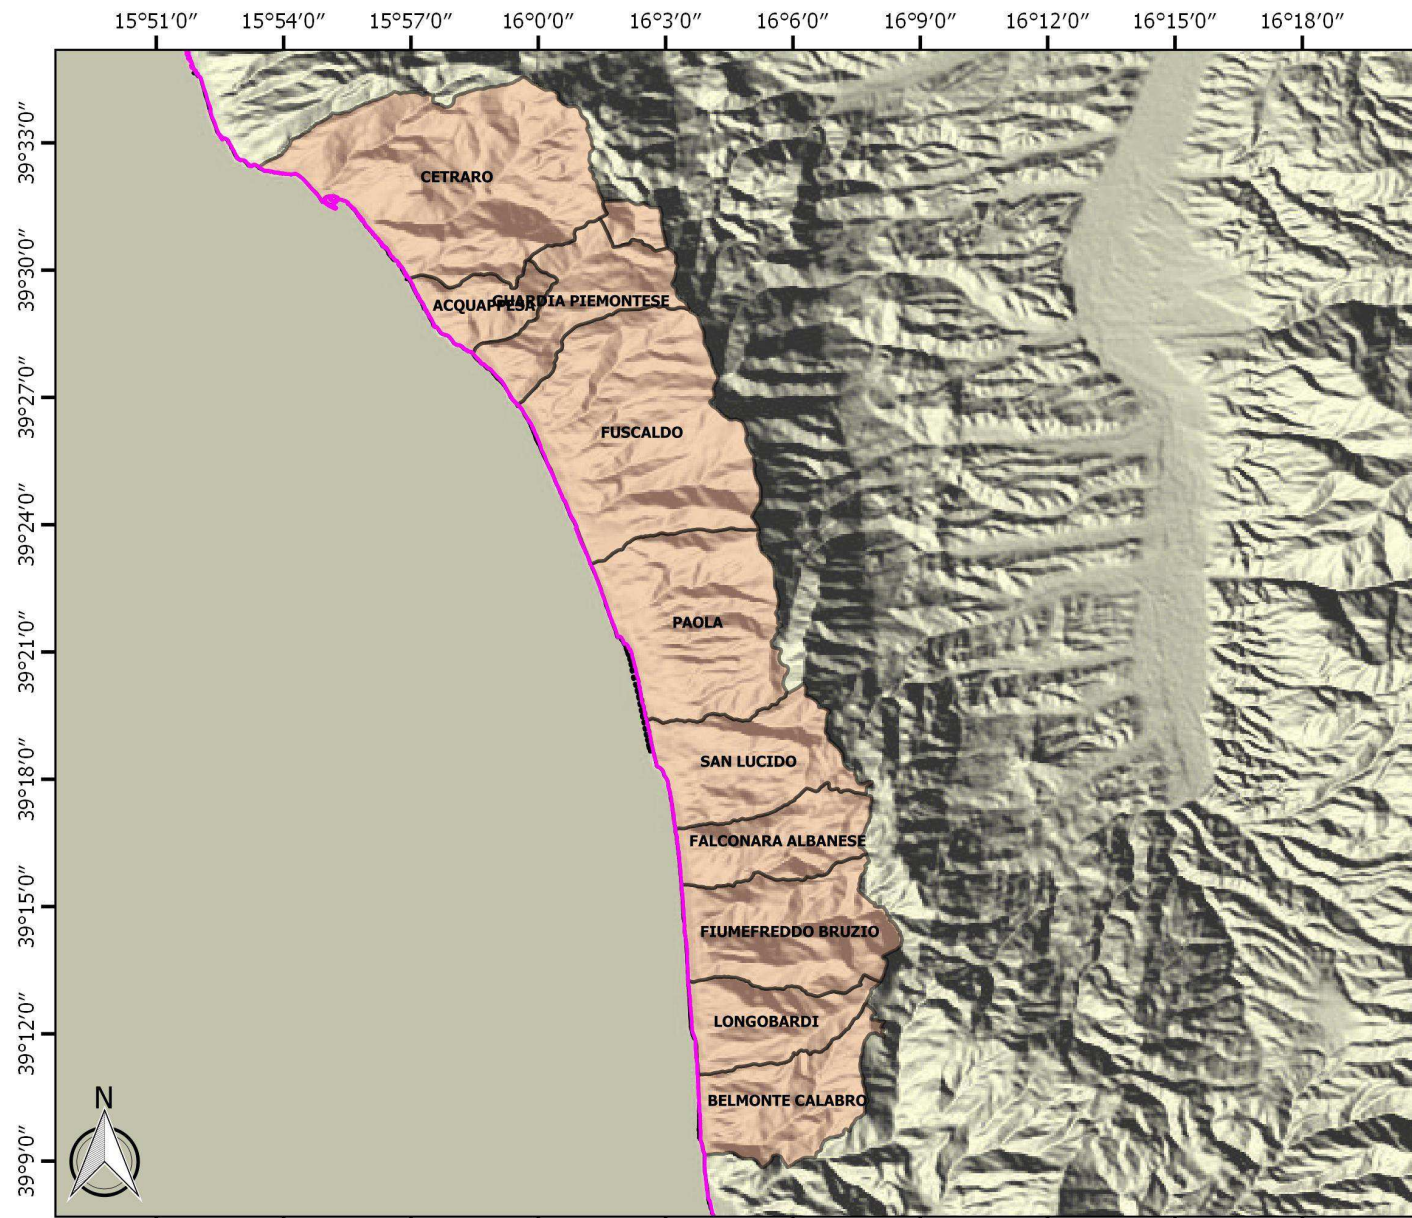 15°51′0″ 15°54′0″ 15°57′0″ 16°00′0″ 16°3′0″ 16°6′0″ 16°9′0″ 16°12′0″ 16°15′0″ 16°18′0″
39°33′0″
CETRARO
39°30′0″
GUARDIA PIEMONTESE
ACQUAPPESA
39°27′0″
FUSCALDO
39°24′0″
PAOLA
39°21′0″
SAN LUCIDO
39°18′0″
FALCONARA ALBANESE
39°15′0″
FIUMEFREDDO BRUZIO
LONGOBARDI
39°12′0″
N
BELMONTE CALABRO
39°9′0″